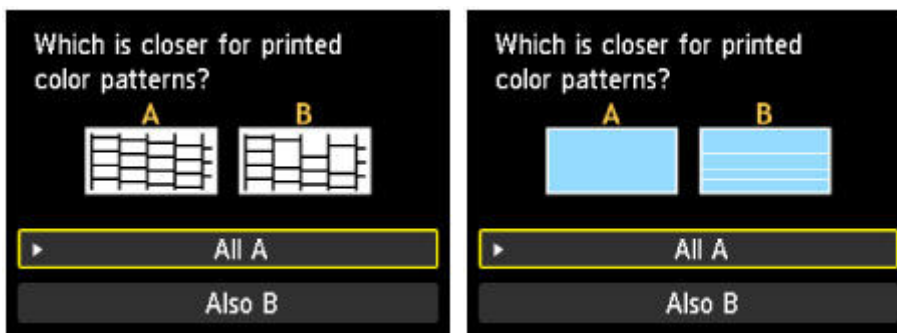 Which is closer for printed
color patterns?
A B
All A
Also B
Which is closer for printed
color patterns?
A B
All A
Also B